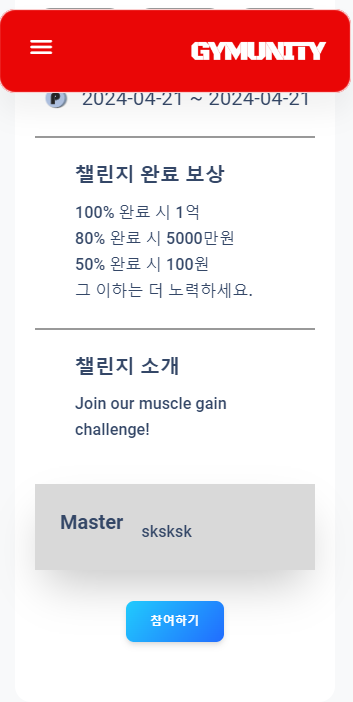 GYMUNITY
P 2024-04-21 ~ 2024-04-21
챌린지 완료 보상
100% 완료 시 1억
80% 완료 시 5000만원
50% 완료 시 100원
그 이하는 더 노력하세요.
챌린지 소개
Join our muscle gain
challenge!
Master sksksk
참여하기